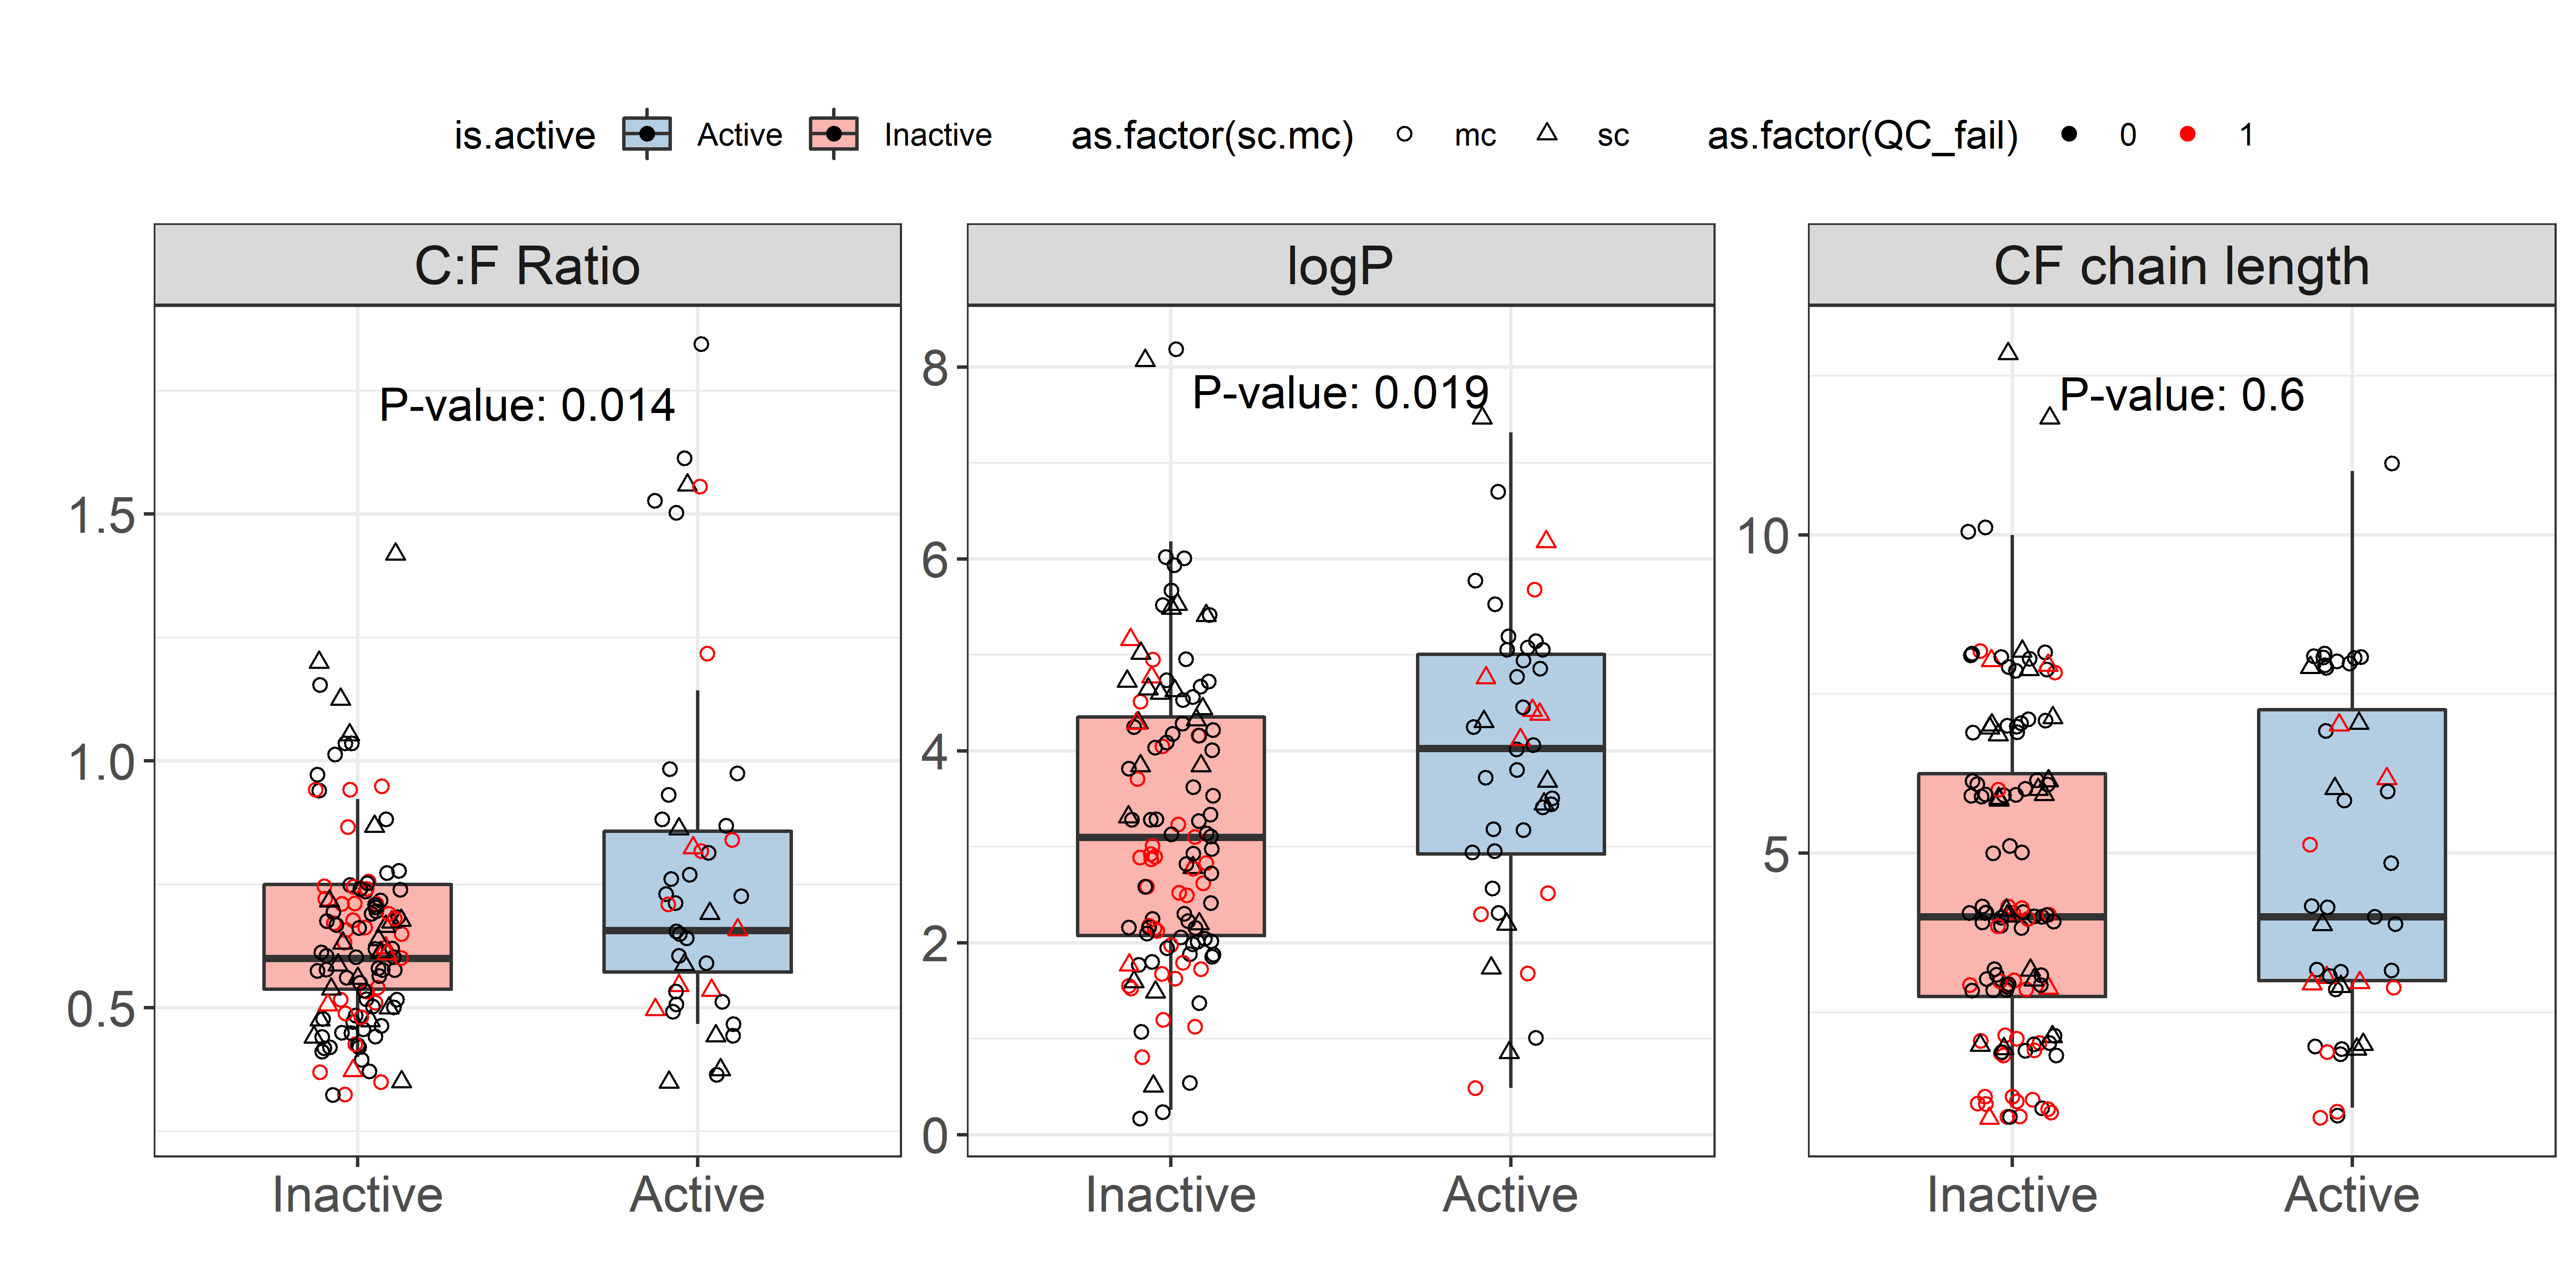 is.active Active Inactive as.factor(sc.mc) mc sc as.factor(QC_fail) 0 1
C:F Ratio logP CF chain length
P-value: 0.014 P-value: 0.019 P-value: 0.6
1.5
1.0
0.5
8
6
4
2
0
10
5
Inactive Active Inactive Active Inactive Active